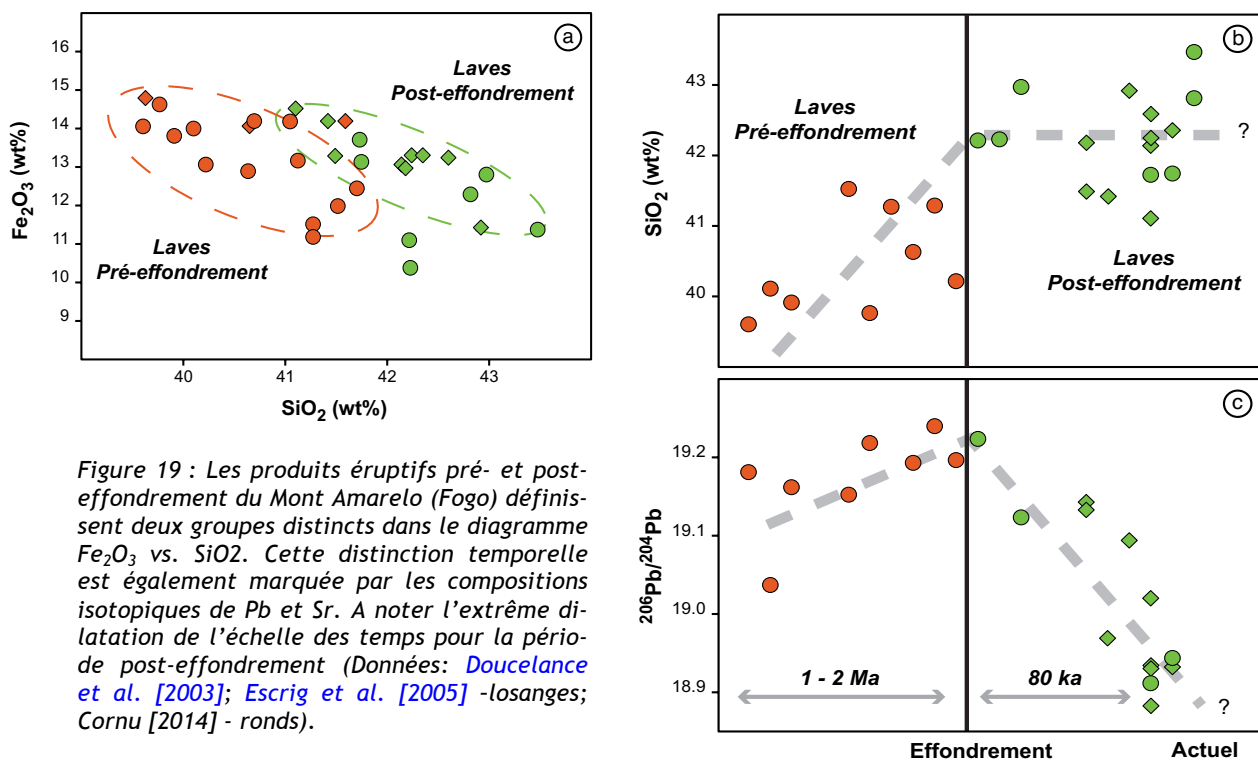 a
16
15
14
13
12
11
10
9
Fe2O3 (wt%)
Laves
Post-effondrement
Laves
Pré-effondrement
40
41
42
43
SiO2 (wt%)
Figure 19 : Les produits éruptifs pré- et post-
effondrement du Mont Amarelo (Fogo) définis-
sent deux groupes distincts dans le diagramme
Fe2O3 vs. SiO2. Cette distinction temporelle
est également marquée par les compositions
isotopiques de Pb et Sr. A noter l'extrême di-
latation de l'échelle des temps pour la pério-
de post-effondrement (Données: Doucelance
et al. [2003]; Escrig et al. [2005] -losanges;
Cornu [2014] - ronds).
b
43
42
41
40
SiO2 (wt%)
Laves
Pré-effondrement
?
Laves
Post-effondrement
c
19.2
19.1
19.0
18.9
206Pb/204Pb
1 - 2 Ma
80 ka
?
Effondrement
Actuel